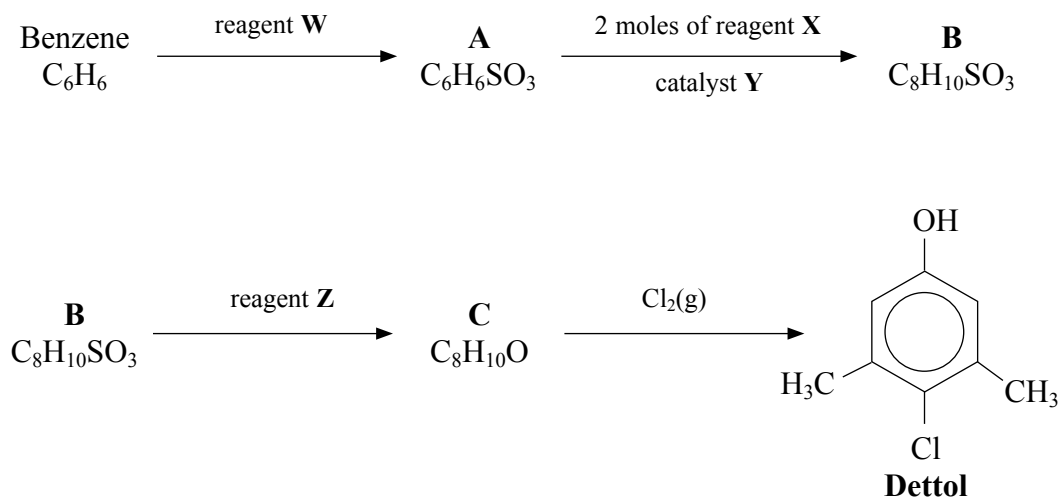 Benzene
C₆H₆
reagent W
A
C₆H₆SO₃
2 moles of reagent X
catalyst Y
B
C₈H₁₀SO₃
B
C₈H₁₀SO₃
reagent Z
C
C₈H₁₀O
Cl₂(g)
OH
H₃C
CH₃
Cl
Dettol